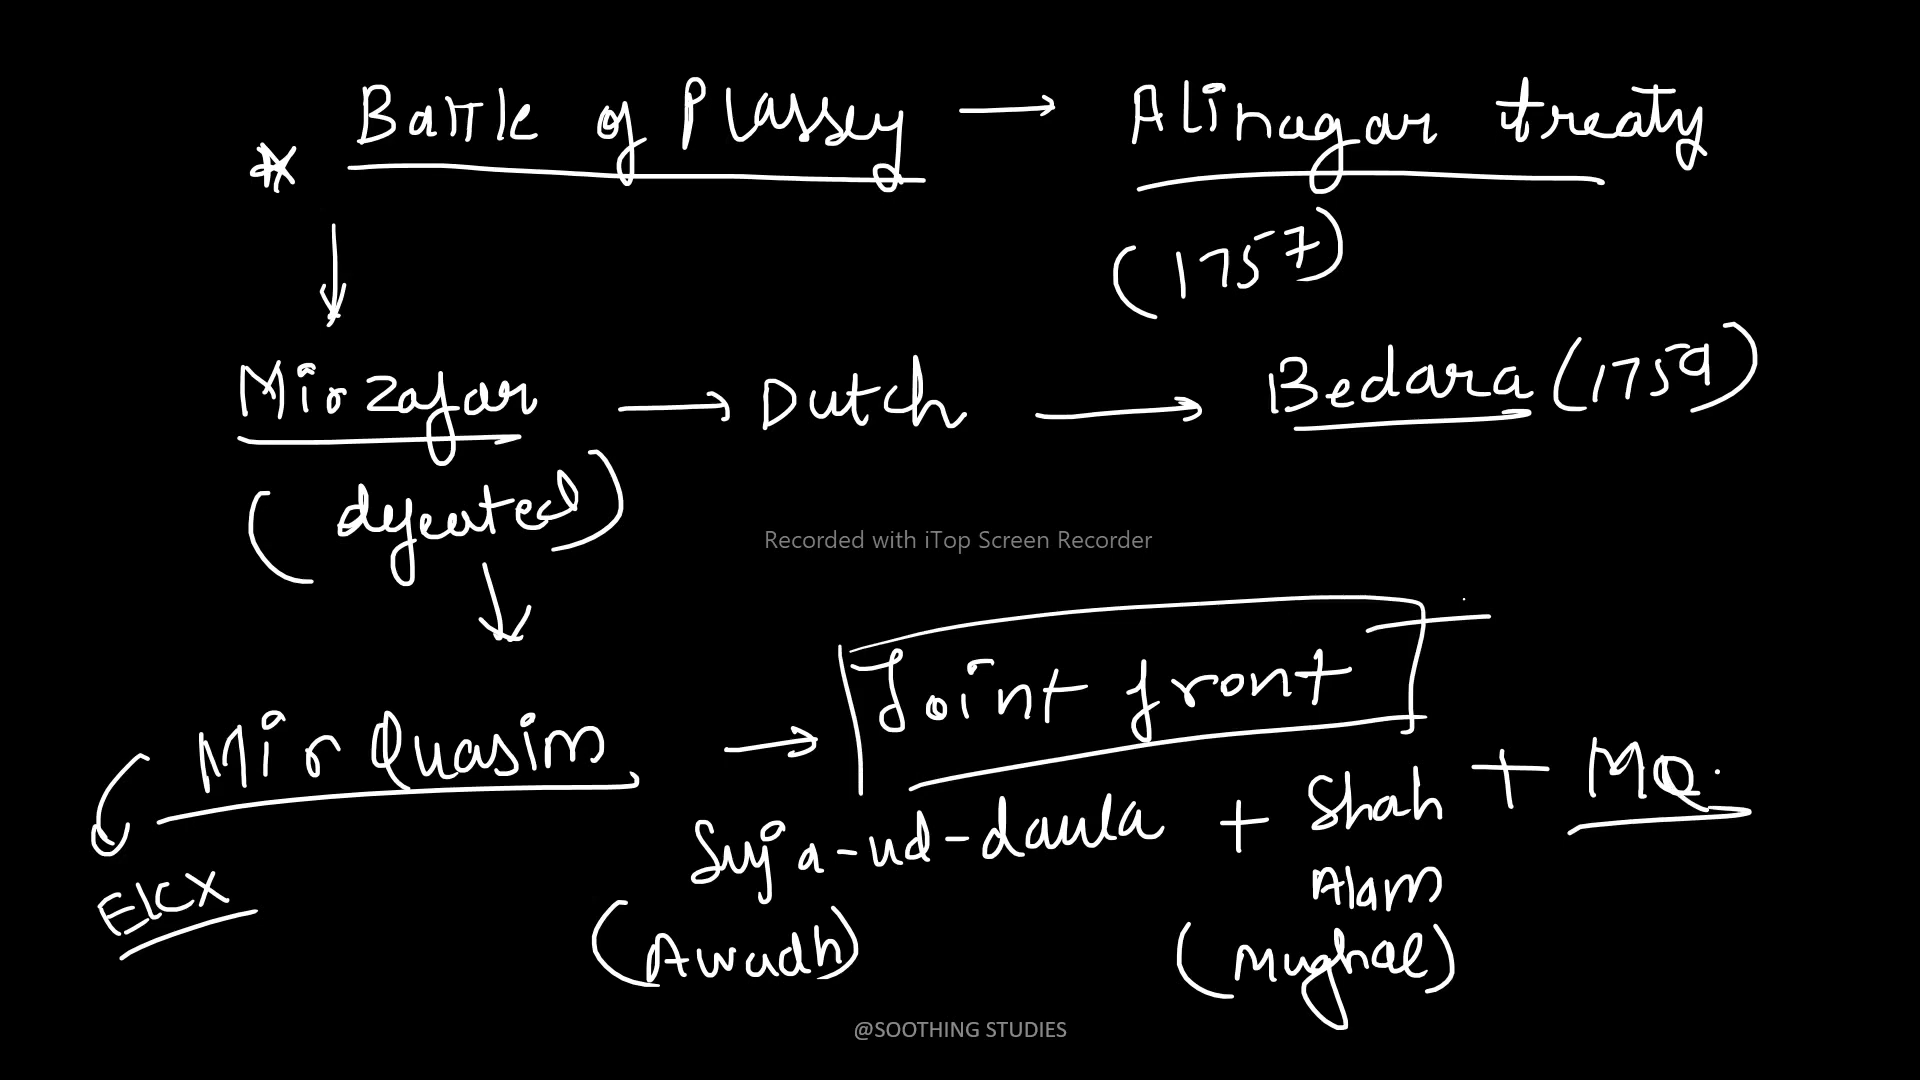 * Battle of Plassey → Alinagar treaty
(1757)
Mir Zafar → Dutch → Bedara (1759)
(defeated)
Recorded with iTop Screen Recorder
Mir Quasim → Joint front
Suja-ud-daula + Shah + MQ.
EICX
Alam
(Awadh) (Mughal)
@SOOTHING STUDIES